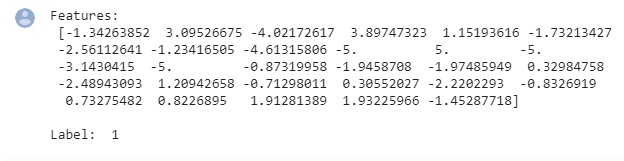 Features:
[-1.34263852 3.09526675 -4.02172617 3.89747323 1.15193616 -1.73213427
-2.56112641 -1.23416505 -4.61315806 -5. 5. -5.
-3.1430415 -5. -0.87319958 -1.9458708 -1.97485949 0.32984758
-2.48943093 1.20942658 -0.71298011 0.30552027 -2.2202293 -0.8326919
0.73275482 0.8226895 1.91281389 1.93225966 -1.45287718]
Label: 1